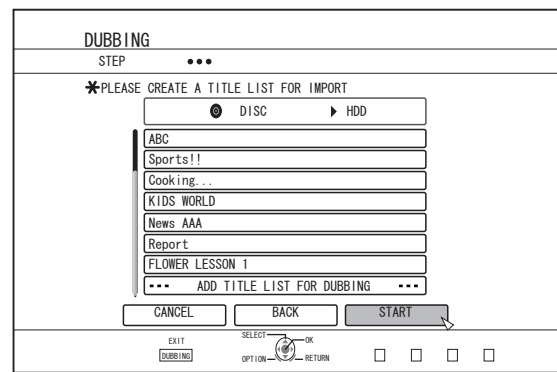 DUBBING
STEP
*PLEASE CREATE A TITLE LIST FOR IMPORT
DISC HDD
ABC
Sports!!
Cooking...
KIDS WORLD
News AAA
Report
FLOWER LESSON 1
--- ADD TITLE LIST FOR DUBBING ---
CANCEL BACK START
EXIT
DUBBING
SELECT OK
OPTION RETURN